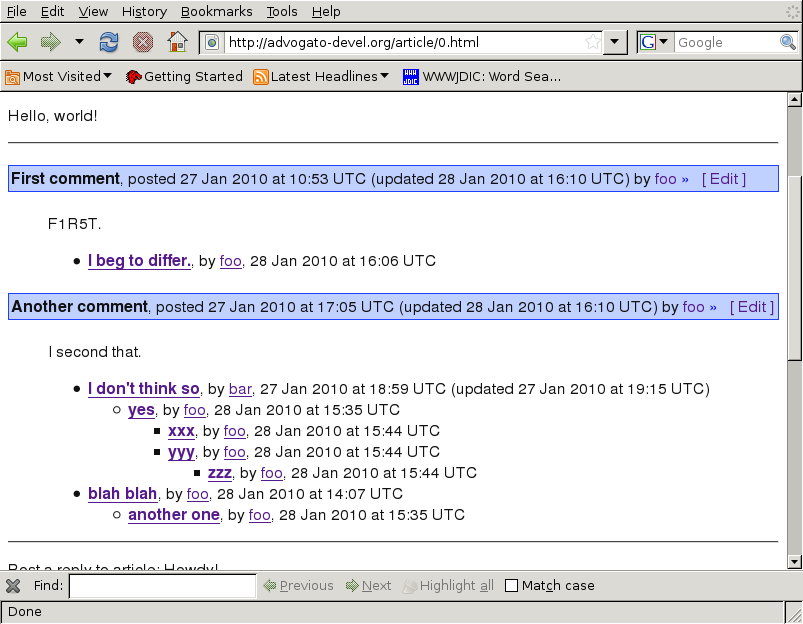 File Edit View History Bookmarks Tools Help
http://advogato-devel.org/article/0.html
G Google
Most Visited Getting Started Latest Headlines WWWJDIC: Word Sea...
Hello, world!
First comment, posted 27 Jan 2010 at 10:53 UTC (updated 28 Jan 2010 at 16:10 UTC) by foo » [ Edit ]
F1R5T.
• I beg to differ., by foo, 28 Jan 2010 at 16:06 UTC
Another comment, posted 27 Jan 2010 at 17:05 UTC (updated 28 Jan 2010 at 16:10 UTC) by foo » [ Edit ]
I second that.
• I don't think so, by bar, 27 Jan 2010 at 18:59 UTC (updated 27 Jan 2010 at 19:15 UTC)
○ yes, by foo, 28 Jan 2010 at 15:35 UTC
▪ xxx, by foo, 28 Jan 2010 at 15:44 UTC
▪ yyy, by foo, 28 Jan 2010 at 15:44 UTC
▪ zzz, by foo, 28 Jan 2010 at 15:44 UTC
• blah blah, by foo, 28 Jan 2010 at 14:07 UTC
○ another one, by foo, 28 Jan 2010 at 15:35 UTC
Post a reply to article: Howdy!
Find: Previous Next Highlight all Match case
Done